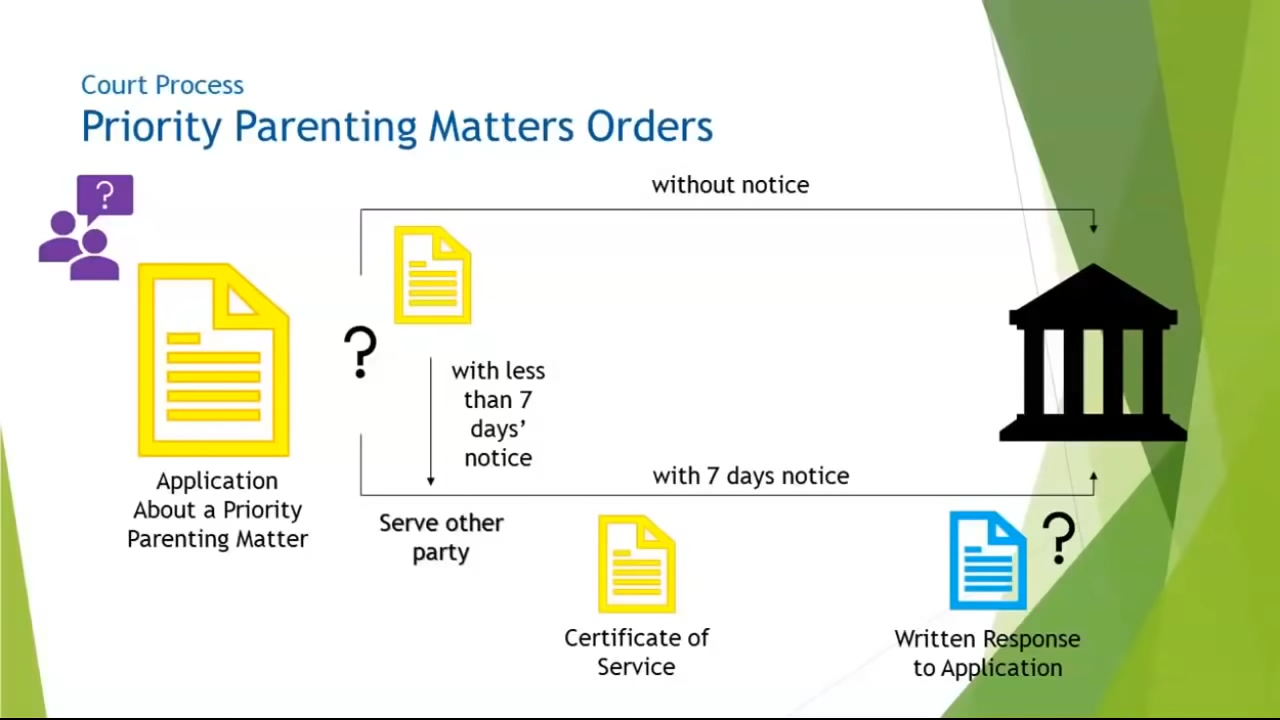 Court Process
Priority Parenting Matters Orders
without notice
?
?
with less
than 7
days’
notice
Application
About a Priority
Parenting Matter
with 7 days notice
Serve other
party
?
Certificate of
Service
Written Response
to Application